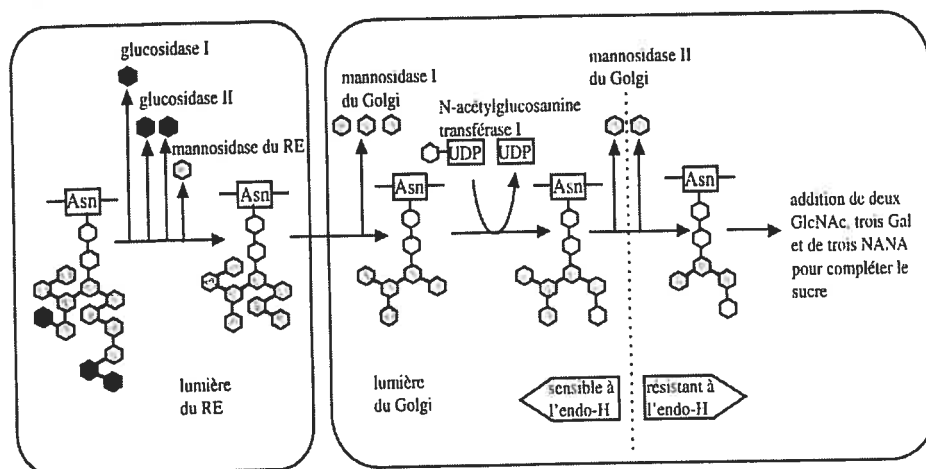 glucosidase I
glucosidase II
mannosidase du RE
Asn
Asn
lumière
du RE
mannosidase I
du Golgi
N-acétylglucosamine
transférase I
UDP
UDP
mannosidase II
du Golgi
Asn
Asn
Asn
addition de deux
GlcNAc, trois Gal
et de trois NANA
pour compléter le
sucre
lumière
du Golgi
sensible à
l'endo-H
résistant à
l'endo-H